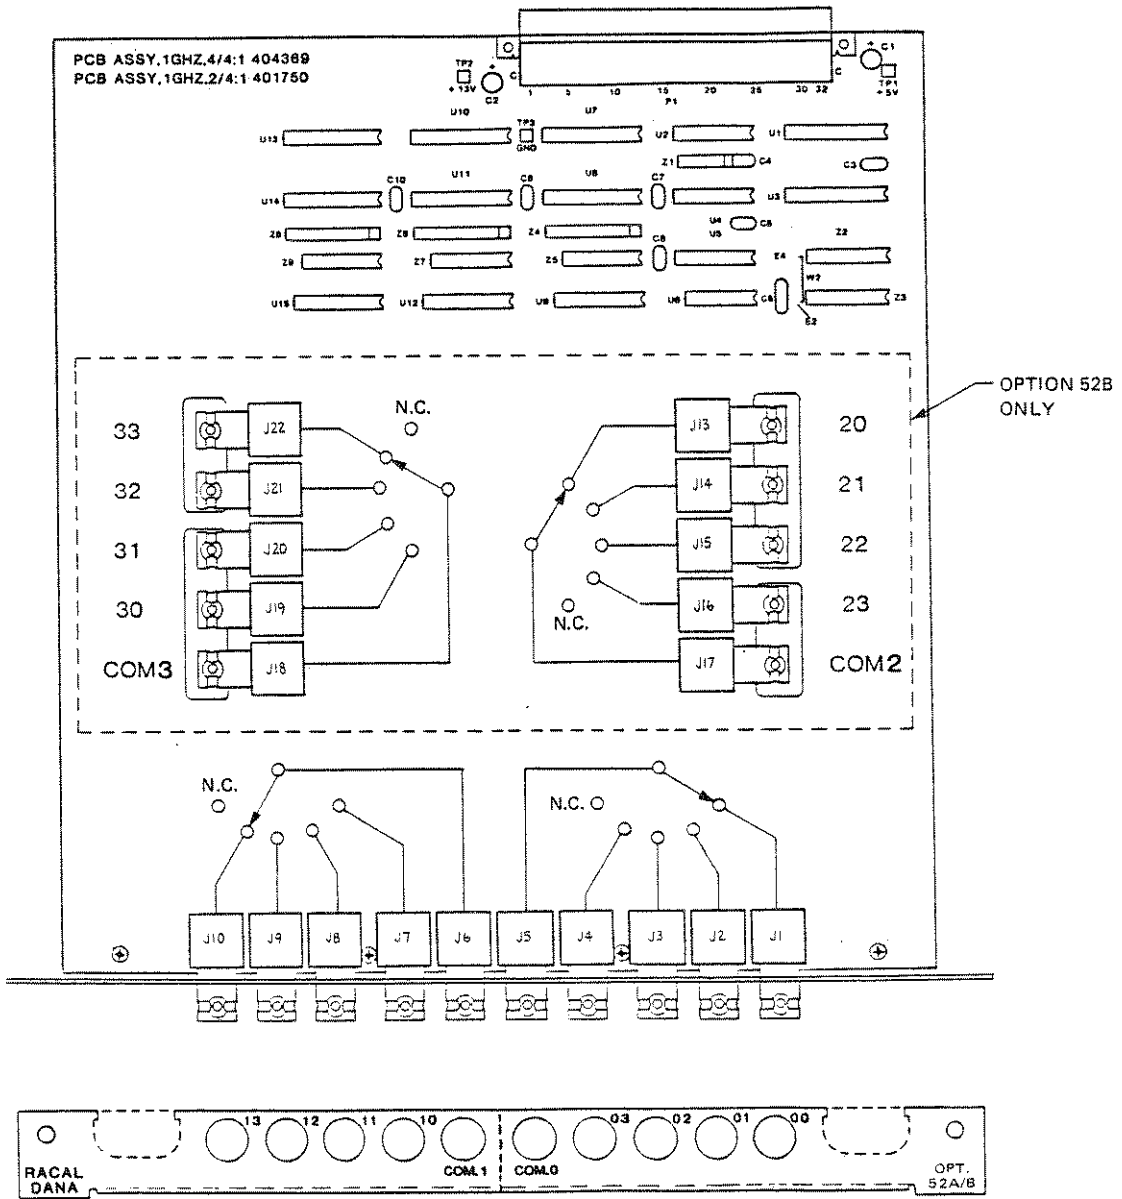 PCB ASSY,1GHZ,4/4:1 404369
PCB ASSY,1GHZ,2/4:1 401750
TP2
+ 13V
+
C2
C
1 5 10 15 20 25 30 32
P1
C
+
C1
TP1
+ 5V
U13
U10
TP3
GND
U7
U2
U1
Z1
C4
C3
U14
C10
U11
C8
U8
C7
U3
U4
C5
U5
Z8
Z6
Z4
Z2
Z9
Z7
Z5
C6
E4
W2
U15
U12
U9
U6
C9
E2
Z3
OPTION 52B
ONLY
33
J22
N.C.
J13
20
32
J21
J14
21
31
J20
J15
22
30
J19
N.C.
J16
23
COM3
J18
J17
COM2
N.C.
N.C.
J10 J9 J8 J7 J6 J5 J4 J3 J2 J1
13 12 11 10 03 02 01 00
COM.1 COM.0
RACAL
DANA
OPT.
52A/B